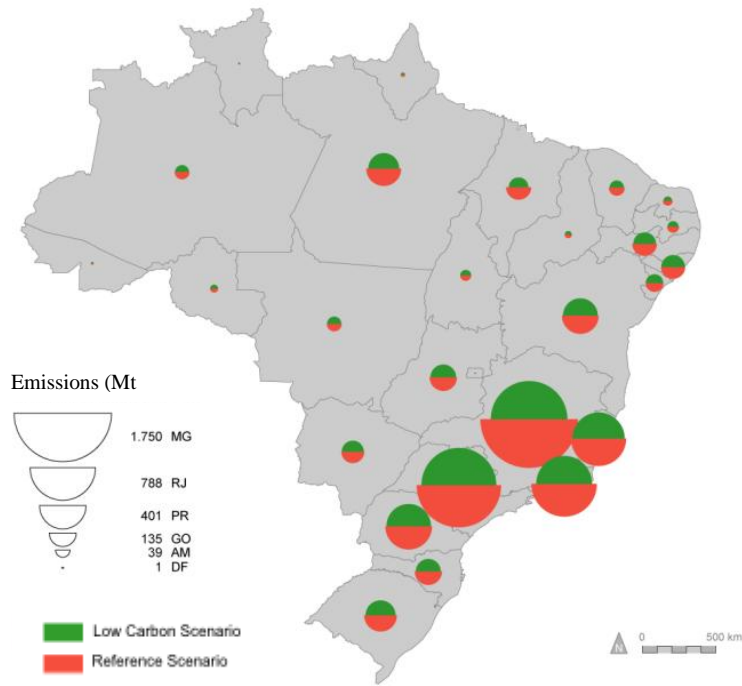 Emissions (Mt
1.750 MG
788 RJ
401 PR
135 GO
39 AM
1 DF
Low Carbon Scenario
Reference Scenario
N
0 500 km